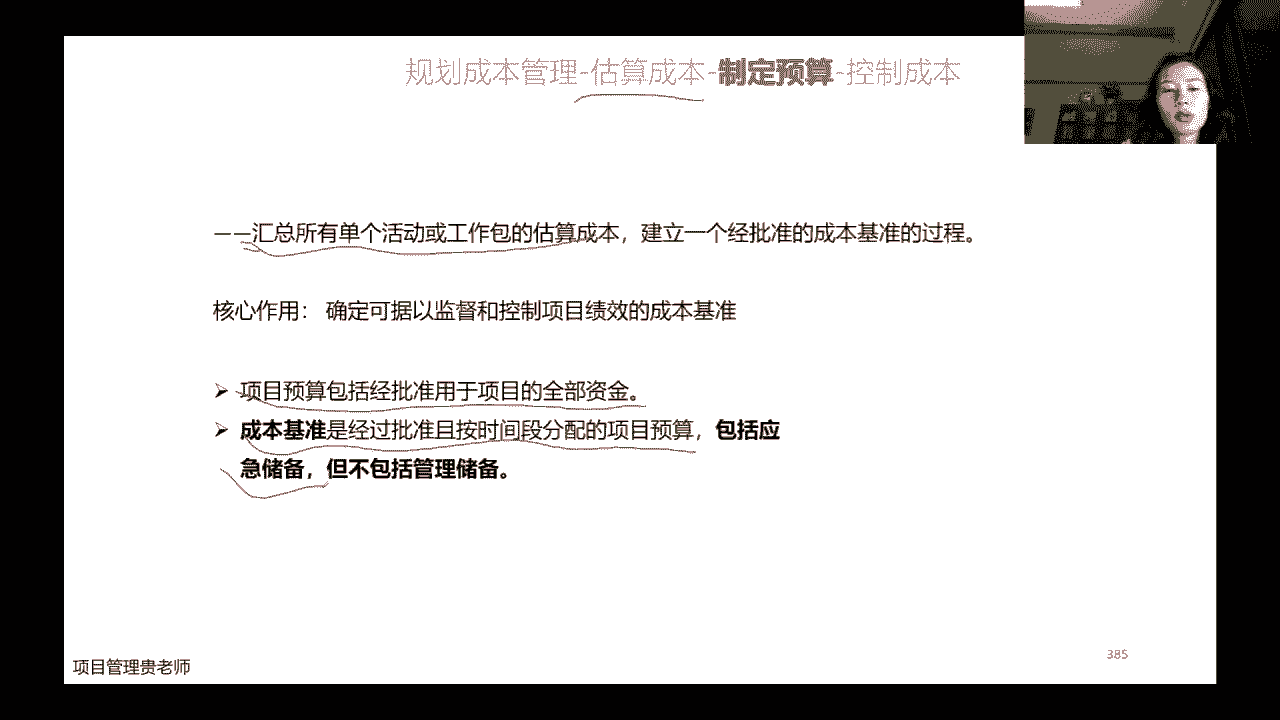 规划成本管理-估算成本-制定预算-控制成本
——汇总所有单个活动或工作包的估算成本，建立一个经批准的成本基准的过程。
核心作用： 确定可据以监督和控制项目绩效的成本基准
➢ 项目预算包括经批准用于项目的全部资金。
➢ 成本基准是经过批准且按时间段分配的项目预算，包括应
急储备，但不包括管理储备。
385
项目管理贵老师